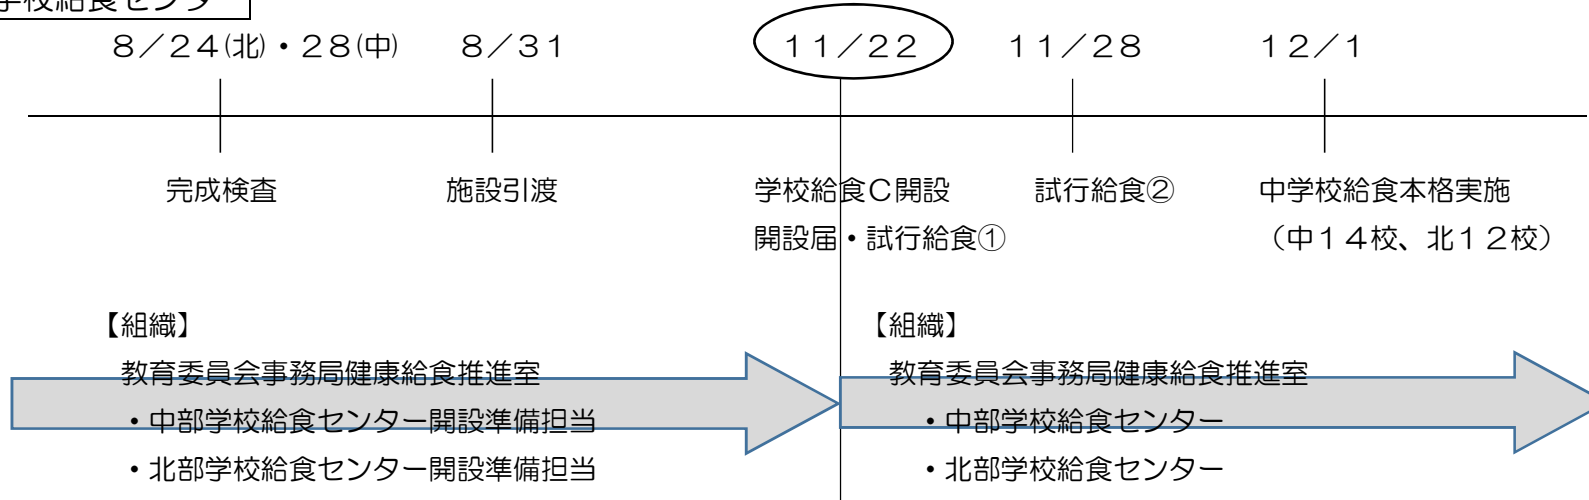 学校給食センター
８／２４(北)・２８(中)　８／３１　１１／２２　１１／２８　１２／１
完成検査　施設引渡　学校給食Ｃ開設　試行給食②　中学校給食本格実施
開設届・試行給食①　（中１４校、北１２校）
【組織】　【組織】
教育委員会事務局健康給食推進室　教育委員会事務局健康給食推進室
・中部学校給食センター開設準備担当　・中部学校給食センター
・北部学校給食センター開設準備担当　・北部学校給食センター